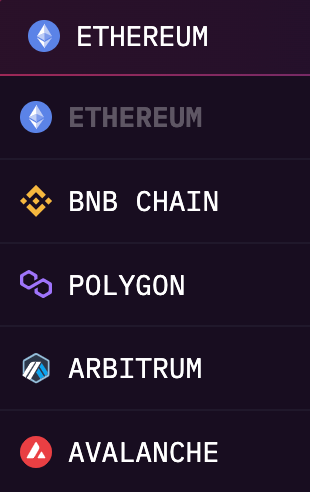 ETHEREUM
ETHEREUM
BNB CHAIN
POLYGON
ARBITRUM
AVALANCHE